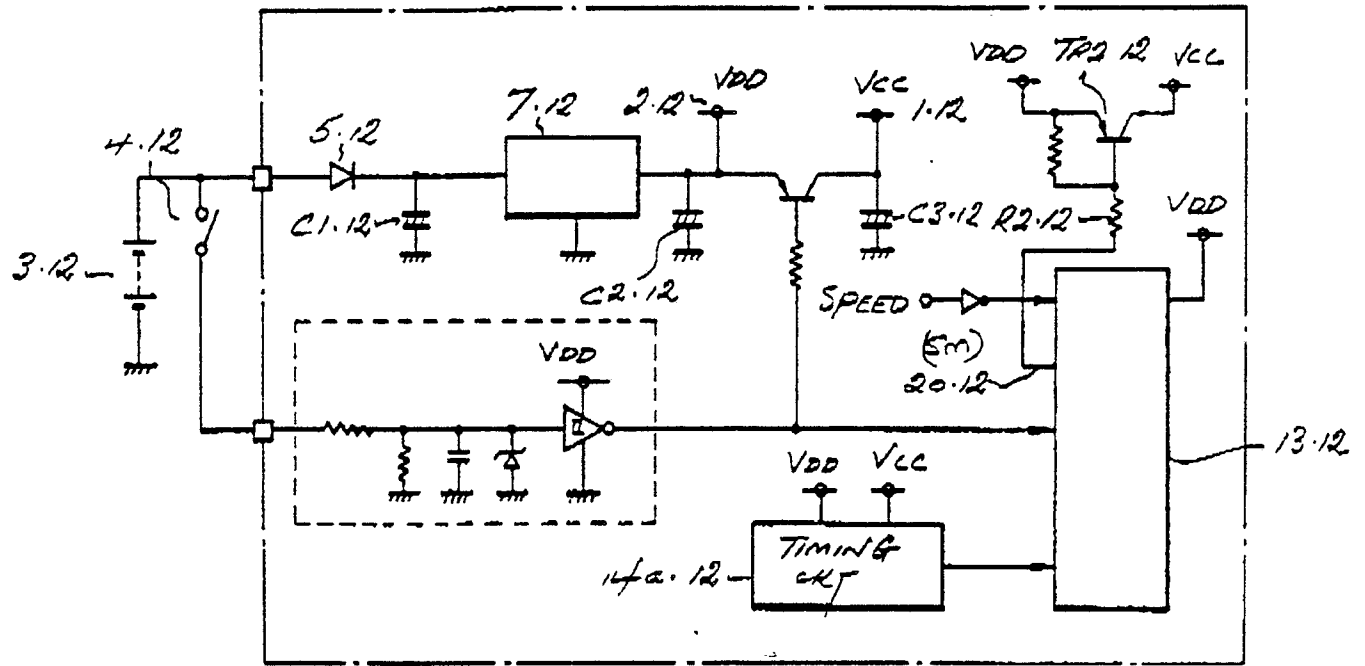 VDD
TR2 12
VCC
7.12
2.12
VDD
VCC
1.12
4.12
5.12
C1.12
C3.12
R2.12
VDD
3.12
C2.12
SPEED
(5m)
20.12
VDD
13.12
VDD
VCC
14a.12
TIMING
CKT